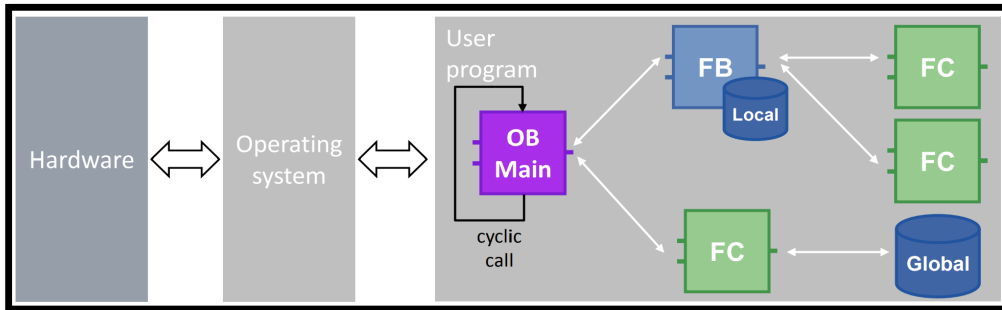 Hardware
Operating
system
User
program
OB
Main
cyclic
call
FB
Local
FC
FC
FC
Global